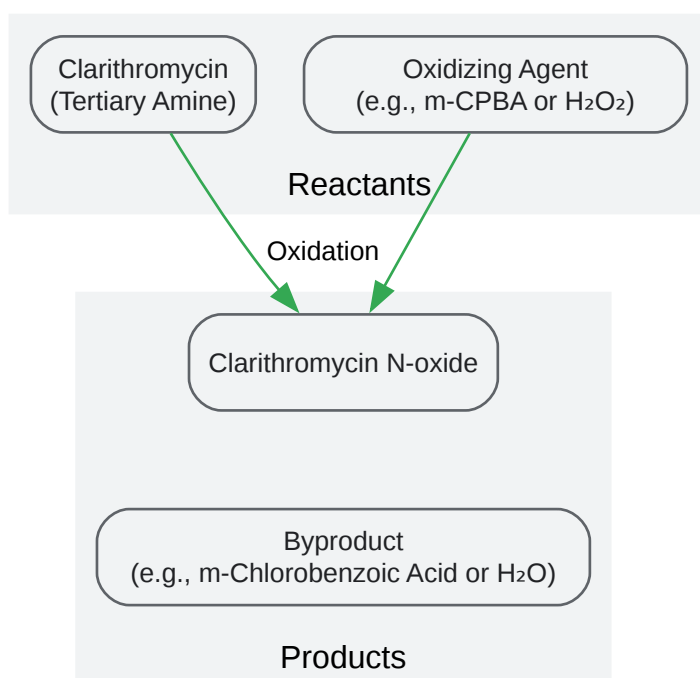 Clarithromycin
(Tertiary Amine)
Oxidizing Agent
(e.g., m-CPBA or H₂O₂)
Reactants
Oxidation
Clarithromycin N-oxide
Byproduct
(e.g., m-Chlorobenzoic Acid or H₂O)
Products